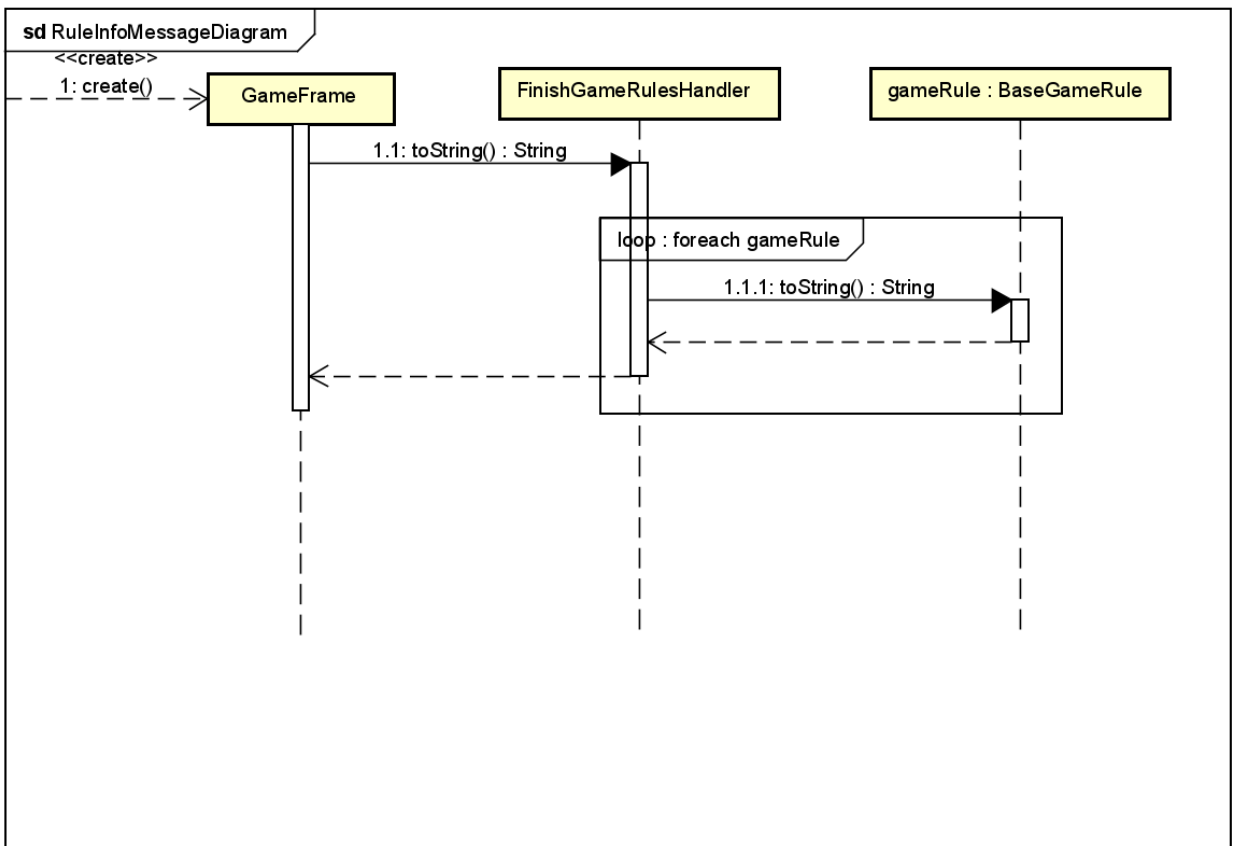 sd RuleInfoMessageDiagram
<<create>>
1: create()
GameFrame
FinishGameRulesHandler
gameRule : BaseGameRule
1.1: toString() : String
loop : foreach gameRule
1.1.1: toString() : String